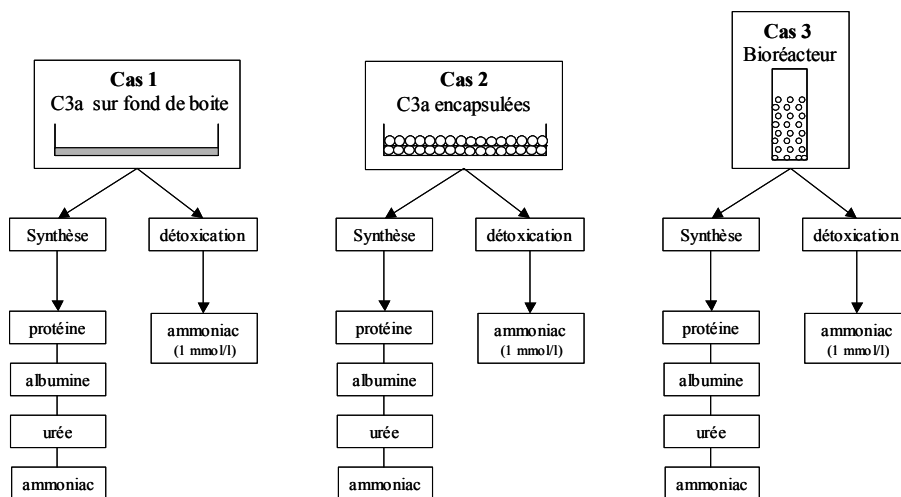 Cas 1
C3a sur fond de boite
Synthèse
détoxication
protéine
ammoniac
(1 mmol/l)
albumine
urée
ammoniac
Cas 2
C3a encapsulées
Synthèse
détoxication
protéine
ammoniac
(1 mmol/l)
albumine
urée
ammoniac
Cas 3
Bioréacteur
Synthèse
détoxication
protéine
ammoniac
(1 mmol/l)
albumine
urée
ammoniac